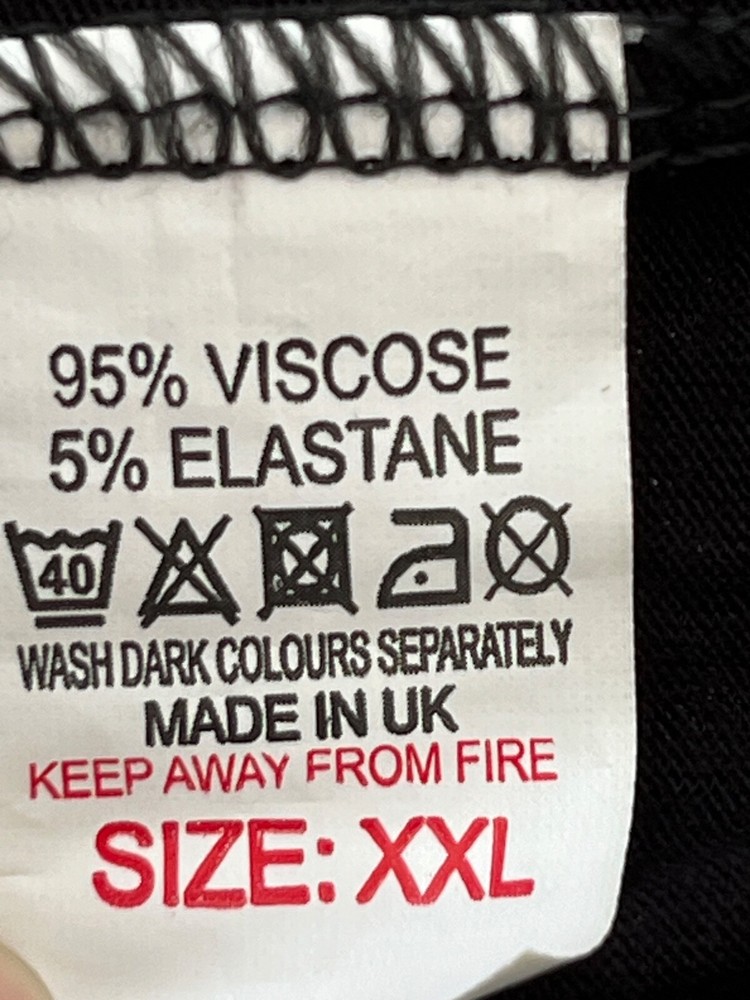 95% VISCOSE
5% ELASTANE
40
WASH DARK COLOURS SEPARATELY
MADE IN UK
KEEP AWAY FROM FIRE
SIZE: XXL